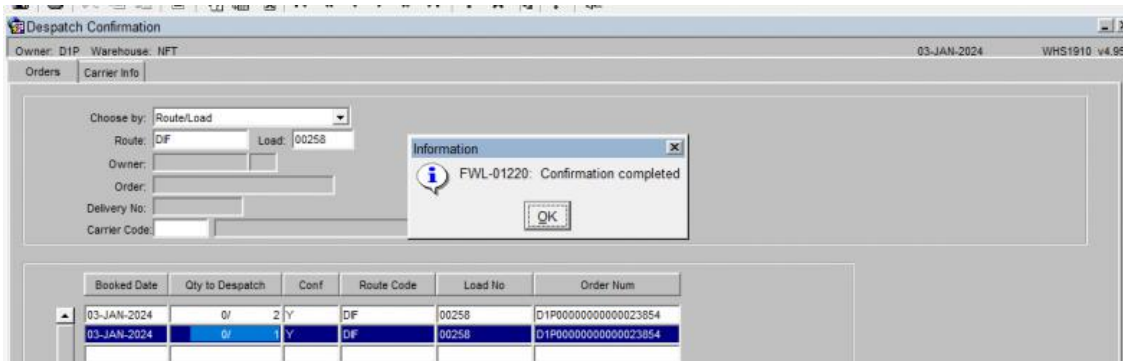 Despatch Confirmation
Owner: D1P Warehouse: NFT 03-JAN-2024 WHS1910 v4.95
Orders Carrier Info
Choose by: Route/Load
Route: DIF Load: 00258
Information
FWL-01220: Confirmation completed
OK
Owner:
Order:
Delivery No:
Carrier Code:
Booked Date Qty to Despatch Conf Route Code Load No Order Num
03-JAN-2024 0/ 2 Y DIF 00258 D1P00000000000023854
03-JAN-2024 0/ 1 Y DIF 00258 D1P00000000000023854